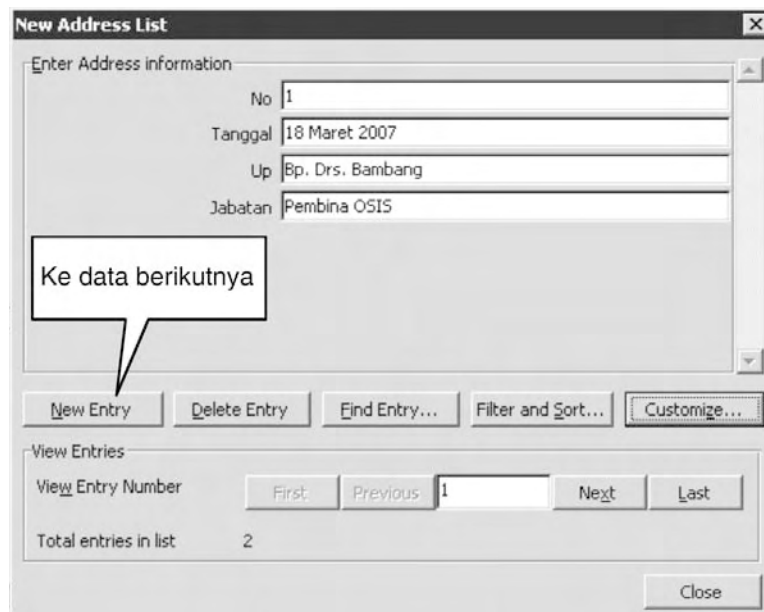 New Address List
Enter Address information
No 1
Tanggal 18 Maret 2007
Up Bp. Drs. Bambang
Jabatan Pembina OSIS
Ke data berikutnya
New Entry Delete Entry Find Entry... Filter and Sort... Customize...
View Entries
View Entry Number First Previous 1 Next Last
Total entries in list 2
Close